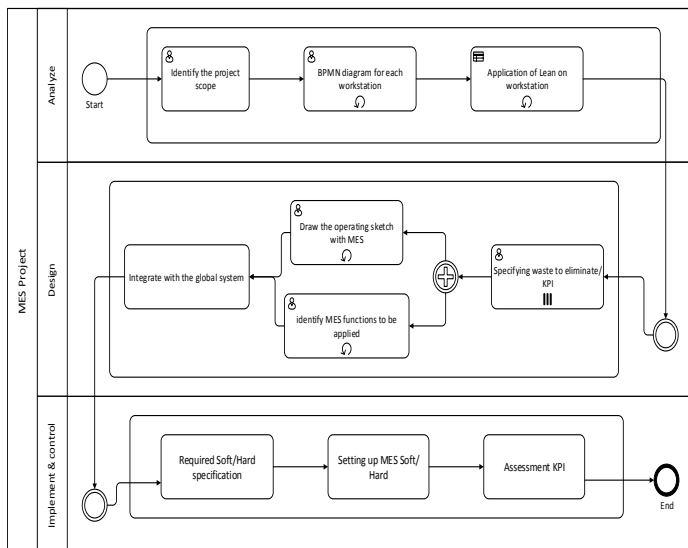 MES Project
Analyze
Start
Identify the project
scope
BPMN diagram for each
workstation
Application of Lean on
workstation
Design
Integrate with the global system
Draw the operating sketch
with MES
identify MES functions to be
applied
Specifying waste to eliminate/
KPI
Implement & control
Required Soft/Hard
specification
Setting up MES Soft/
Hard
Assessment KPI
End